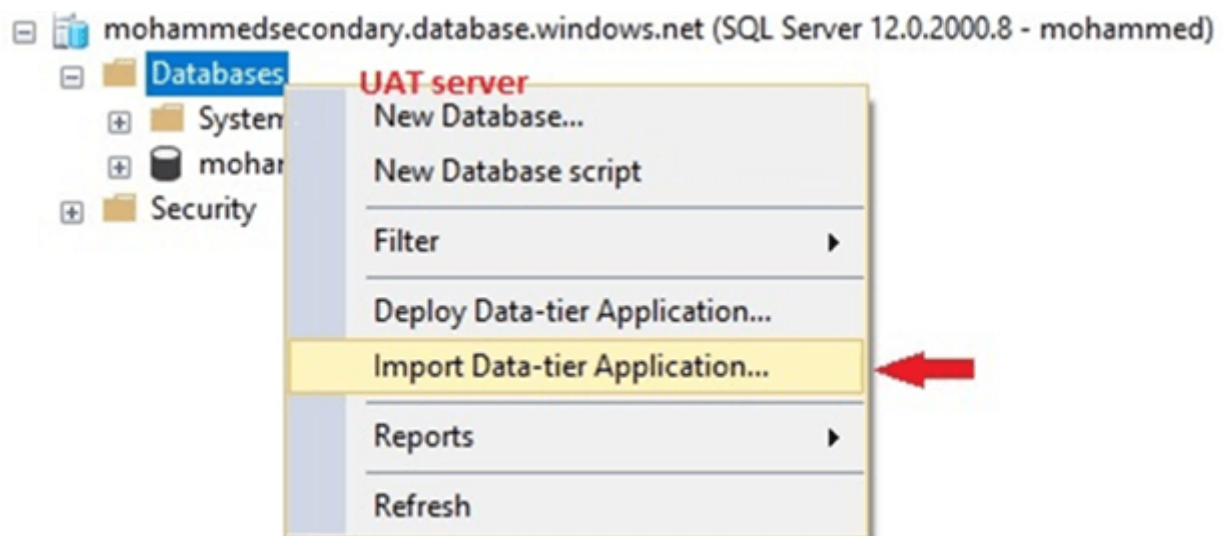 mohammedsecondary.database.windows.net (SQL Server 12.0.2000.8 - mohammed)
Databases
UAT server
System
New Database...
mohar
New Database script
Security
Filter
Deploy Data-tier Application...
Import Data-tier Application...
Reports
Refresh